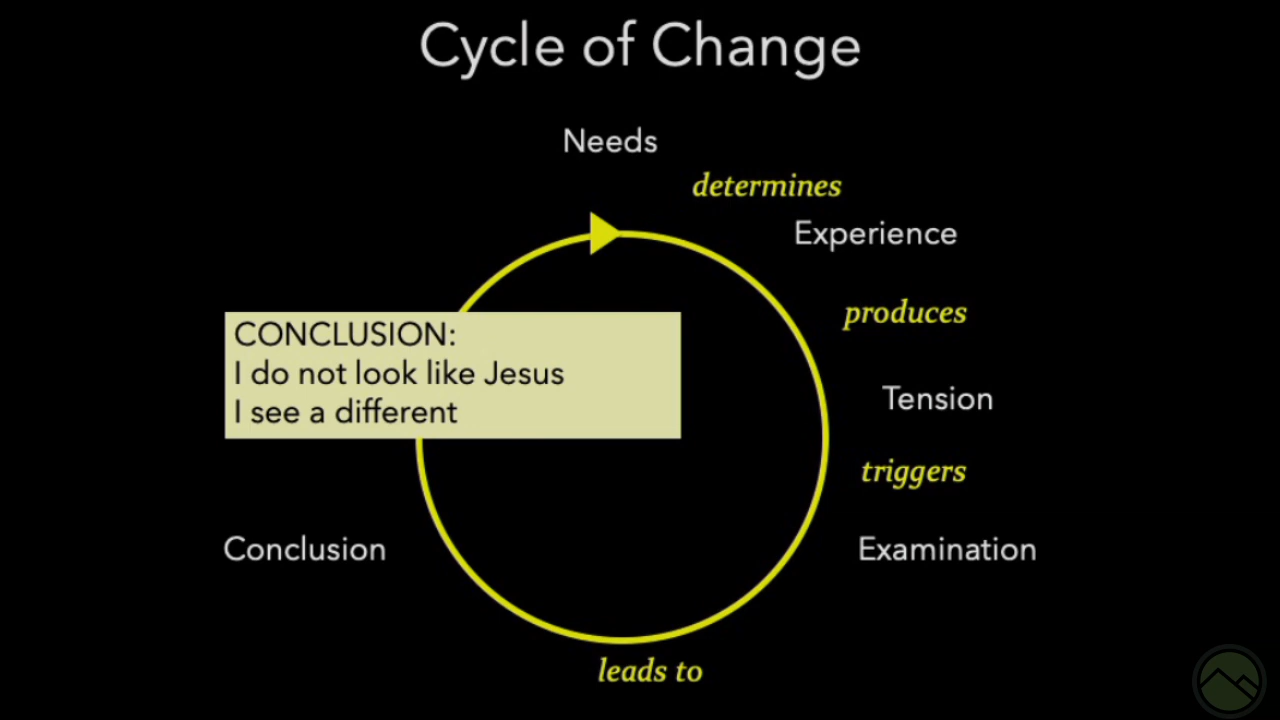 Cycle of Change
Needs
determines
Experience
produces
CONCLUSION:
I do not look like Jesus
I see a different
Tension
triggers
Conclusion
Examination
leads to